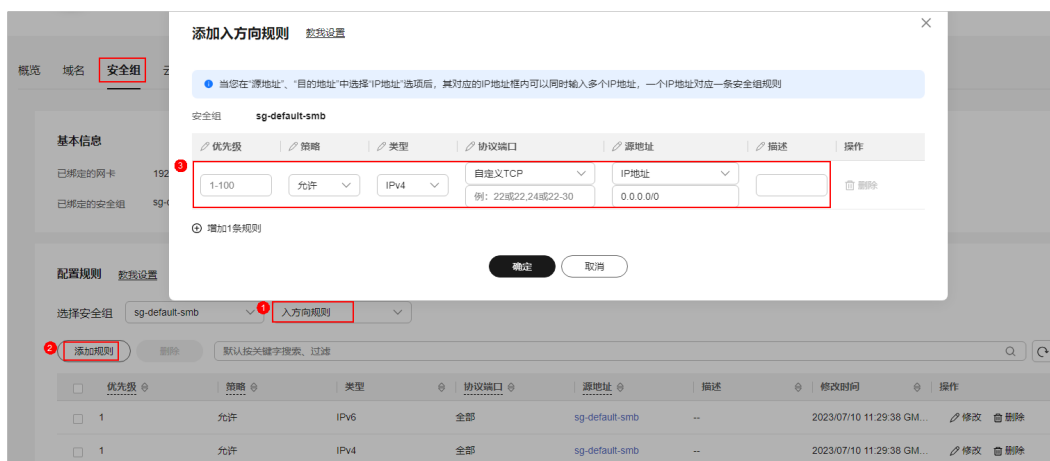 添加入方向规则 教我设置
当您在“源地址”、“目的地址”中选择“IP地址”选项后，其对应的IP地址框内可以同时输入多个IP地址，一个IP地址对应一条安全组规则
安全组 sg-default-smb
优先级 策略 类型 协议端口 源地址 描述 操作
3
1-100 允许 IPv4 自定义TCP IP地址 删除
例：22或22,24或22-30 0.0.0.0/0
增加1条规则
确定 取消
概览 域名 安全组
基本信息
已绑定的网卡 192
已绑定的安全组
配置规则 教我设置
选择安全组 sg-default-smb 1 入方向规则
2 添加规则 删除 默认按关键字搜索、过滤
优先级 策略 类型 协议端口 源地址 描述 修改时间 操作
1 允许 IPv6 全部 sg-default-smb -- 2023/07/10 11:29:38 GM... 修改 删除
1 允许 IPv4 全部 sg-default-smb -- 2023/07/10 11:29:38 GM... 修改 删除